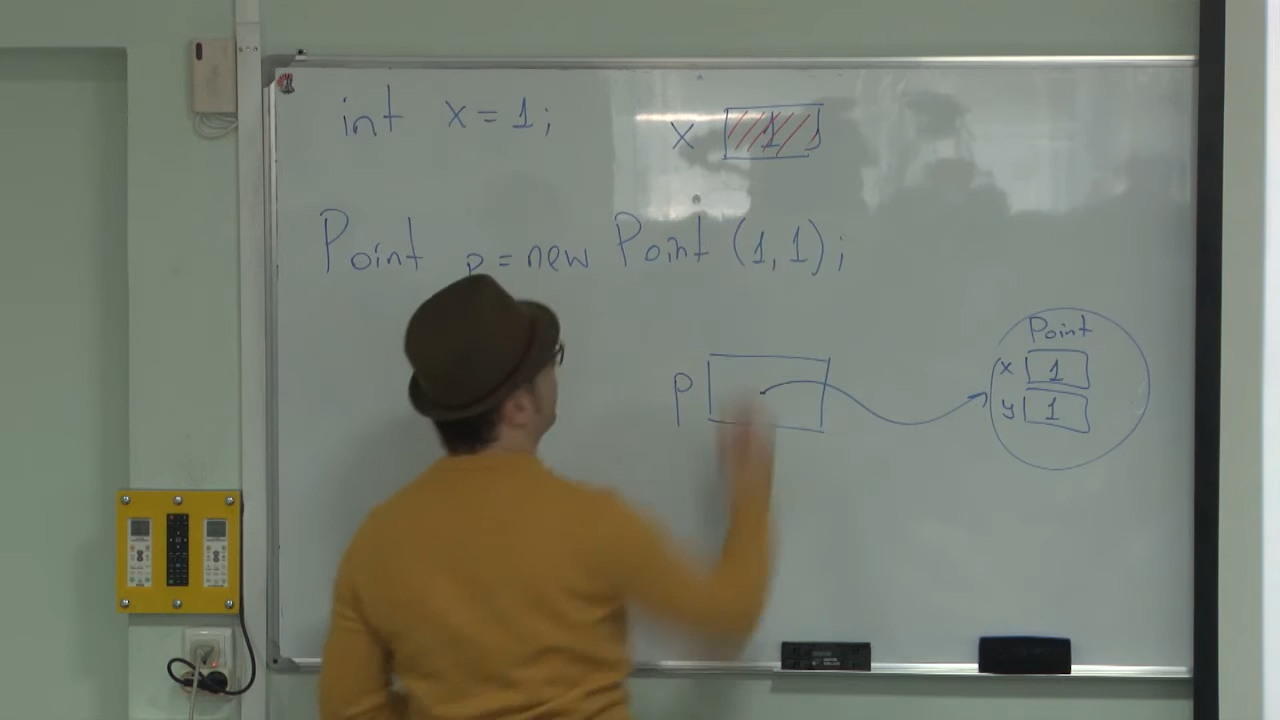 int x = 1; x 1
Point p = new Point (1, 1);
Point
p x 1
y 1